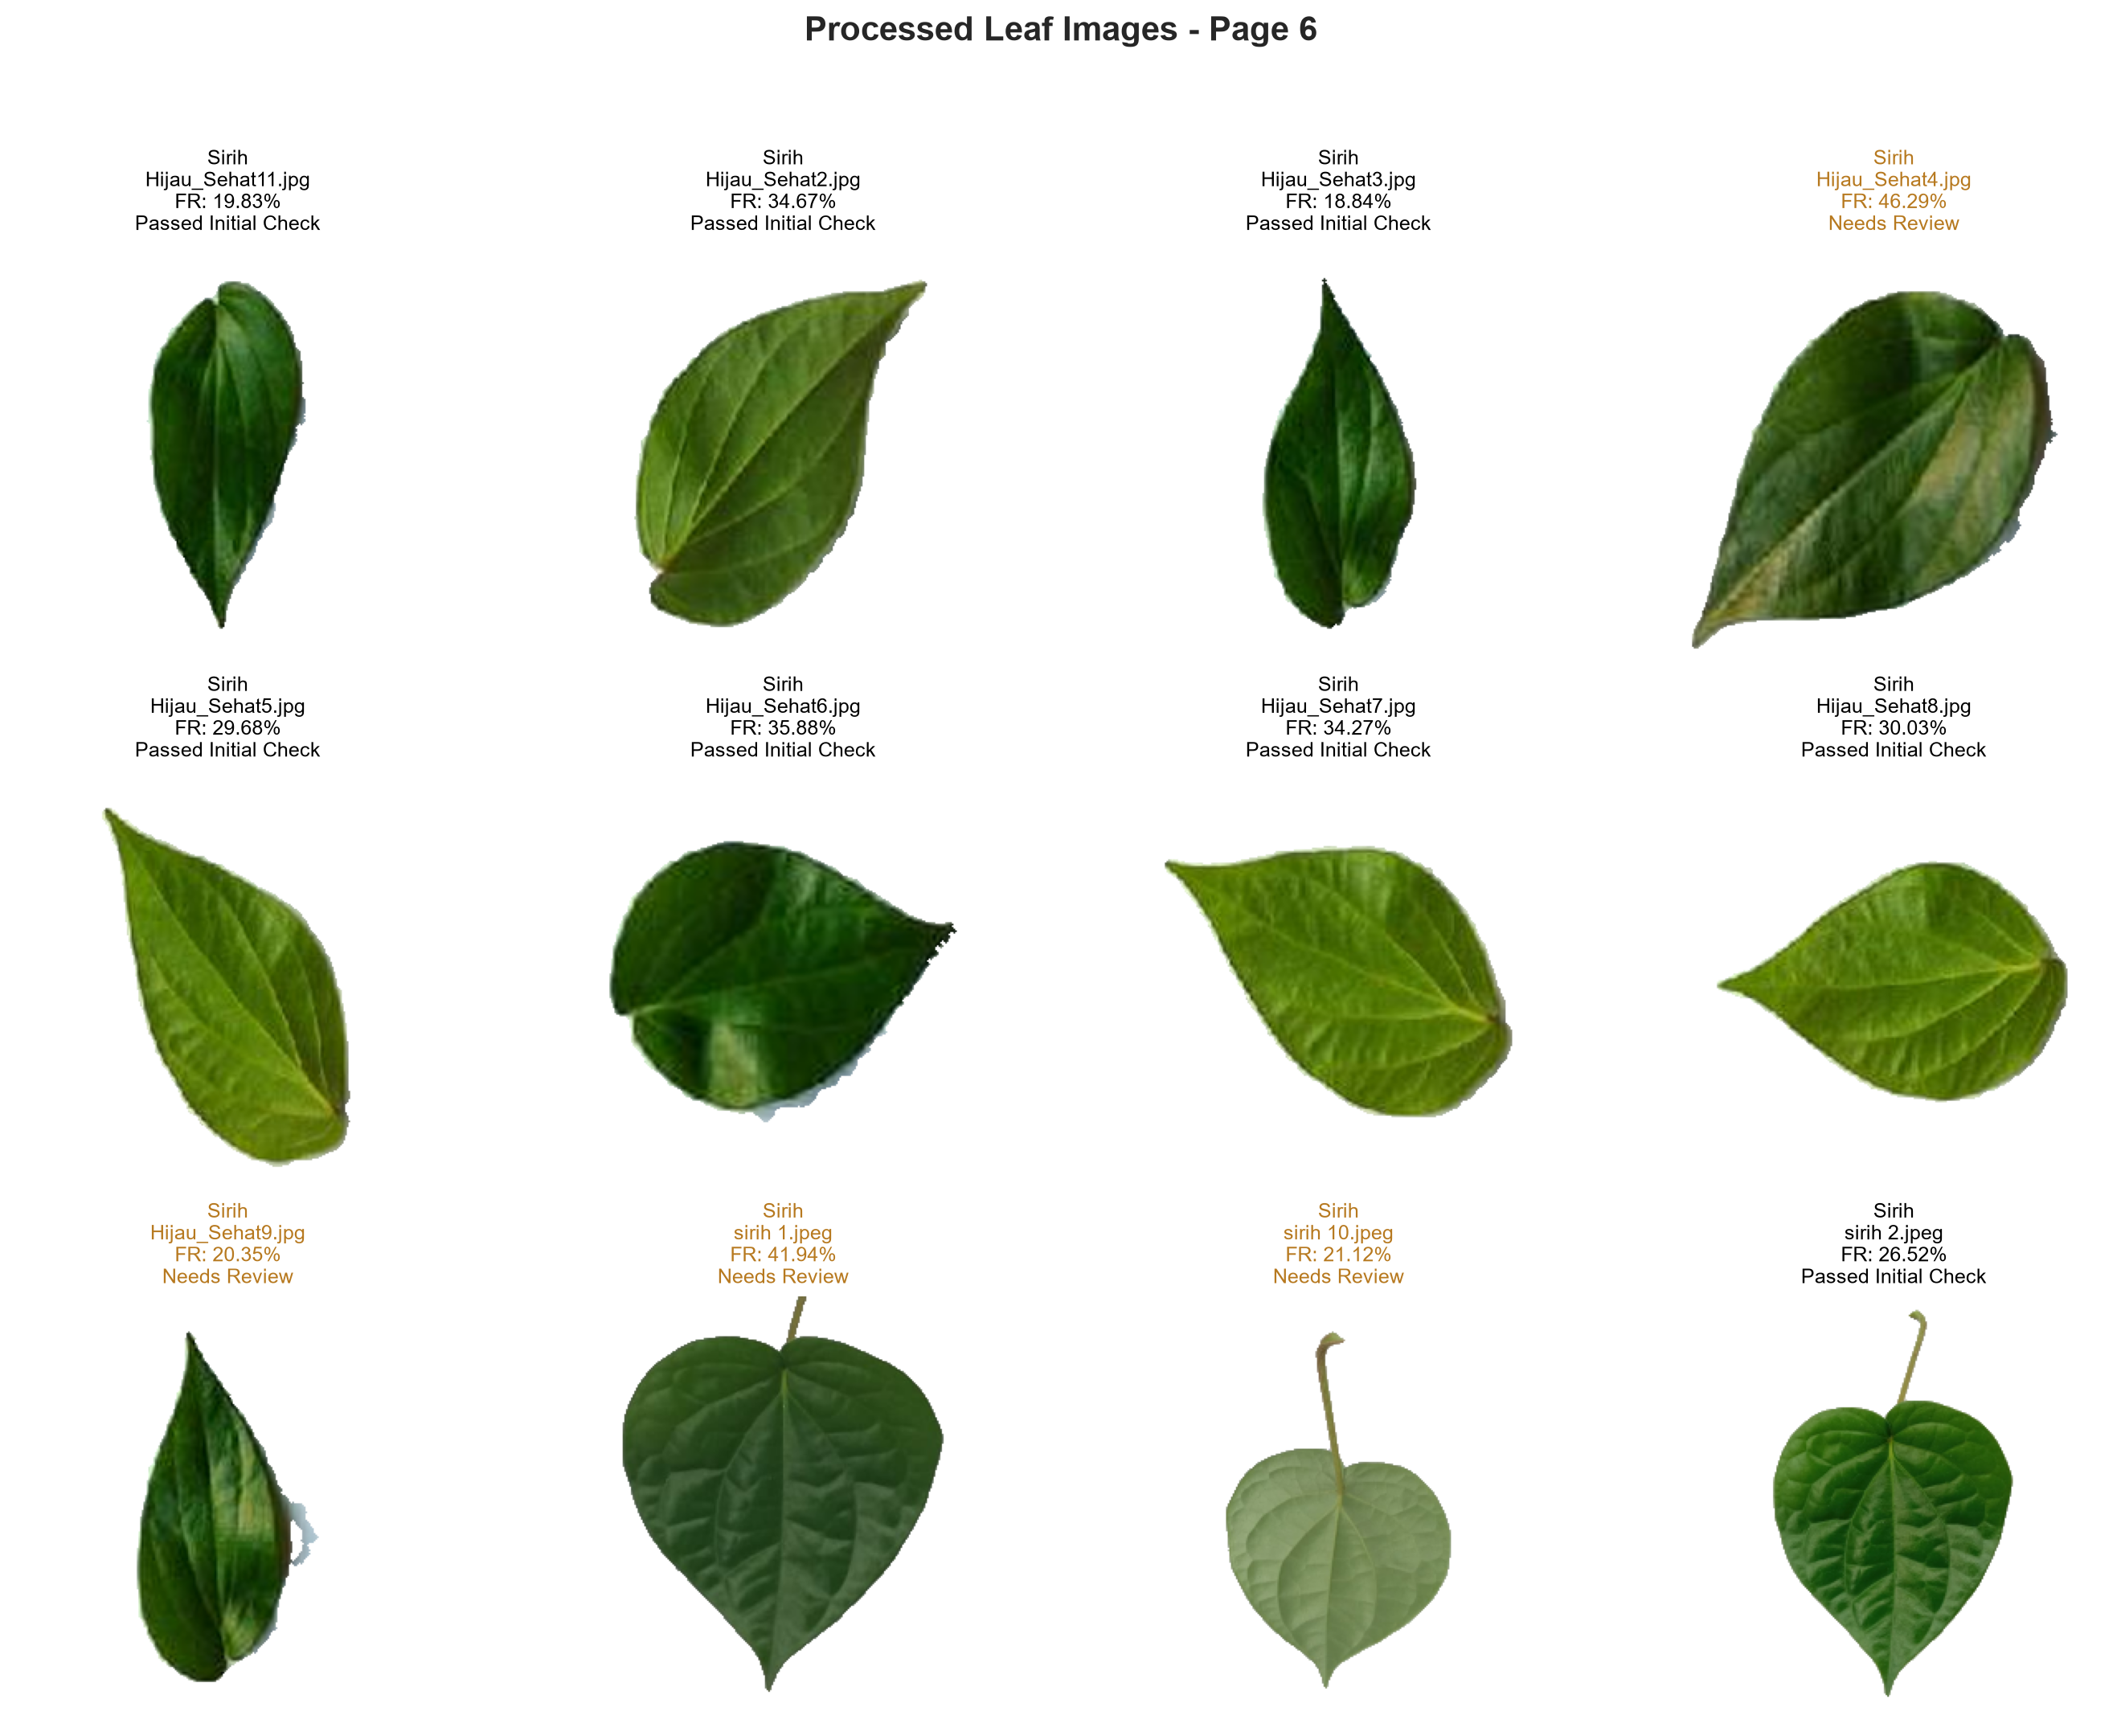 Processed Leaf Images - Page 6
Sirih
Hijau_Sehat11.jpg
FR: 19.83%
Passed Initial Check
Sirih
Hijau_Sehat2.jpg
FR: 34.67%
Passed Initial Check
Sirih
Hijau_Sehat3.jpg
FR: 18.84%
Passed Initial Check
Sirih
Hijau_Sehat4.jpg
FR: 46.29%
Needs Review
Sirih
Hijau_Sehat5.jpg
FR: 29.68%
Passed Initial Check
Sirih
Hijau_Sehat6.jpg
FR: 35.88%
Passed Initial Check
Sirih
Hijau_Sehat7.jpg
FR: 34.27%
Passed Initial Check
Sirih
Hijau_Sehat8.jpg
FR: 30.03%
Passed Initial Check
Sirih
Hijau_Sehat9.jpg
FR: 20.35%
Needs Review
Sirih
sirih 1.jpeg
FR: 41.94%
Needs Review
Sirih
sirih 10.jpeg
FR: 21.12%
Needs Review
Sirih
sirih 2.jpeg
FR: 26.52%
Passed Initial Check